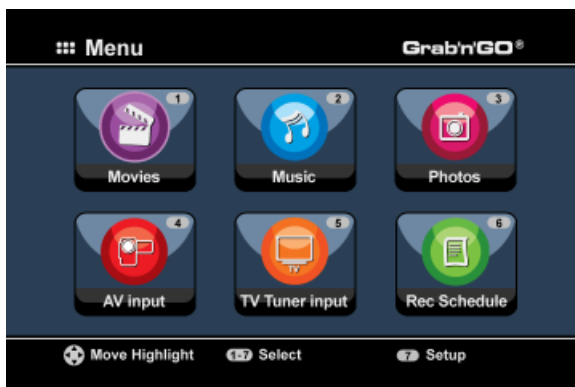 Menu Grab'n'GO®
1 2 3
Movies Music Photos
4 5 6
TV
AV input TV Tuner input Rec Schedule
Move Highlight 1-7 Select 7 Setup